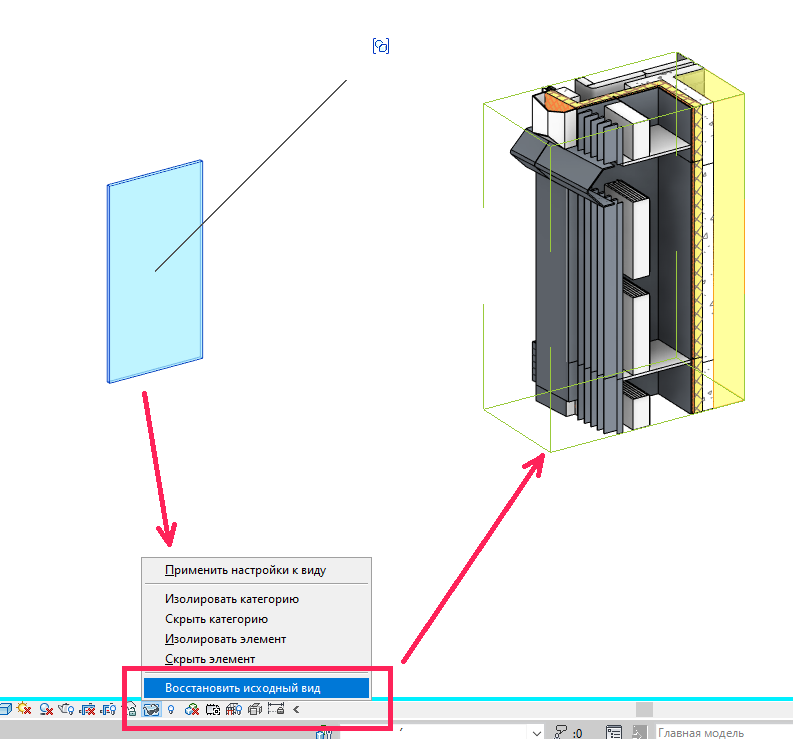 Применить настройки к виду
Изолировать категорию
Скрыть категорию
Изолировать элемент
Скрыть элемент
Восстановить исходный вид
:0
Главная модель